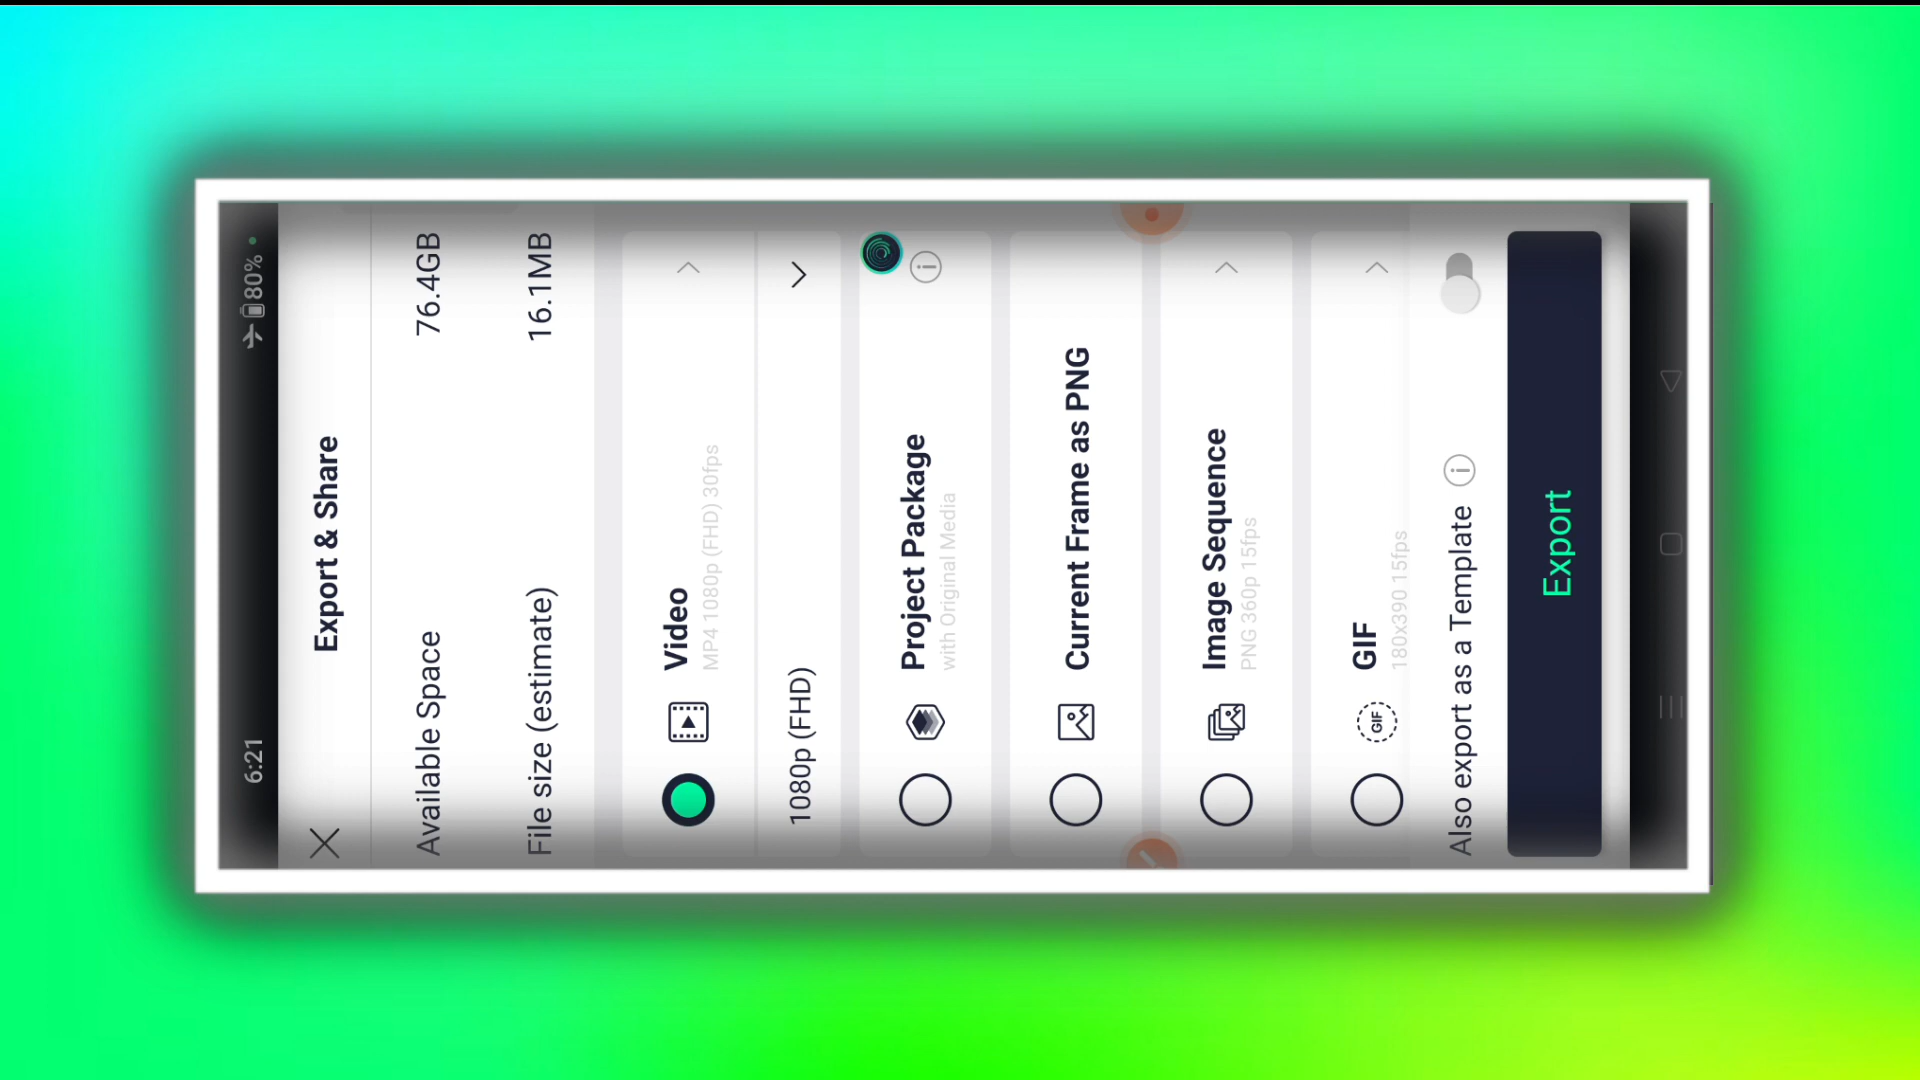 6:21
80%
Export & Share
Available Space 76.4GB
File size (estimate) 16.1MB
Video
MP4 1080p (FHD) 30fps
1080p (FHD)
Project Package
with Original Media
Current Frame as PNG
Image Sequence
PNG 360p 15fps
GIF
GIF
180x390 15fps
Also export as a Template
Export